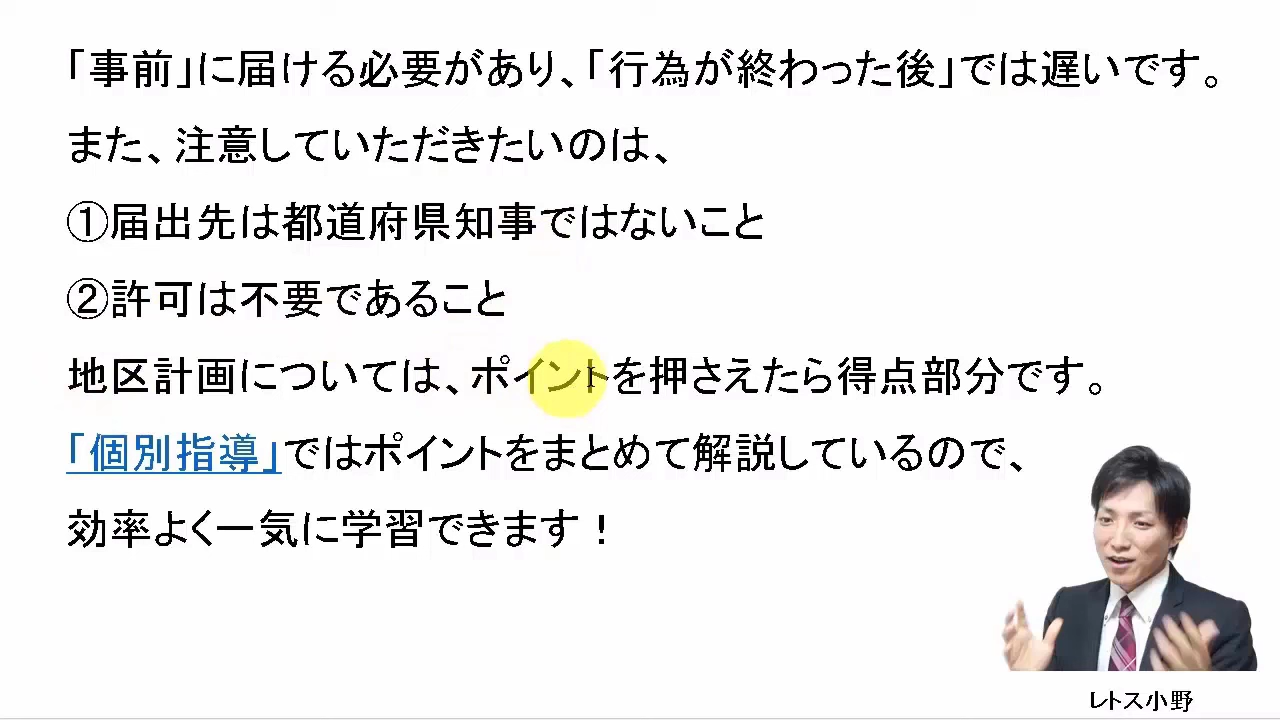 「事前」に届ける必要があり、「行為が終わった後」では遅いです。
また、注意していただきたいのは、
①届出先は都道府県知事ではないこと
②許可は不要であること
地区計画については、ポイントを押さえたら得点部分です。
「個別指導」ではポイントをまとめて解説しているので、
効率よく一気に学習できます！
レトス小野